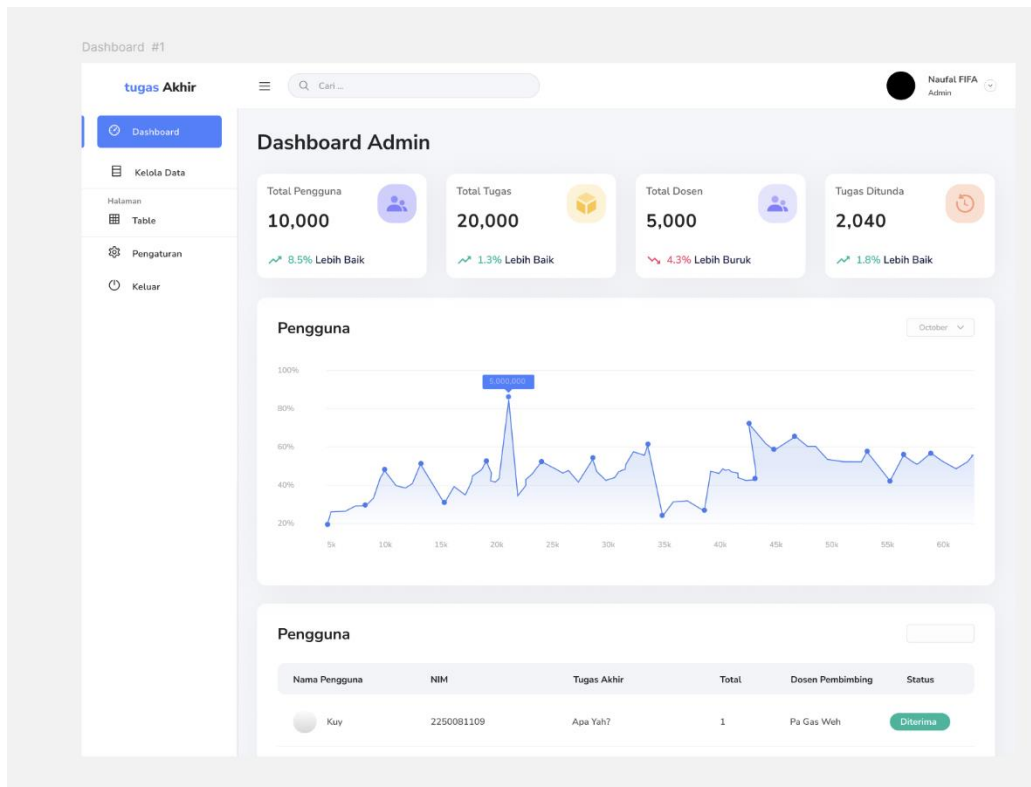 Dashboard #1
tugas Akhir
Cari ...
Naufal FIFA
Admin
Dashboard
Kelola Data
Halaman
Table
Pengaturan
Keluar
Dashboard Admin
Total Pengguna
10,000
8.5% Lebih Baik
Total Tugas
20,000
1.3% Lebih Baik
Total Dosen
5,000
4.3% Lebih Buruk
Tugas Ditunda
2,040
1.8% Lebih Baik
Pengguna
October
100%
80%
60%
40%
20%
5,000,000
5k 10k 15k 20k 25k 30k 35k 40k 45k 50k 55k 60k
Pengguna
Nama Pengguna NIM Tugas Akhir Total Dosen Pembimbing Status
Kuy 2250081109 Apa Yah? 1 Pa Gas Weh Diterima